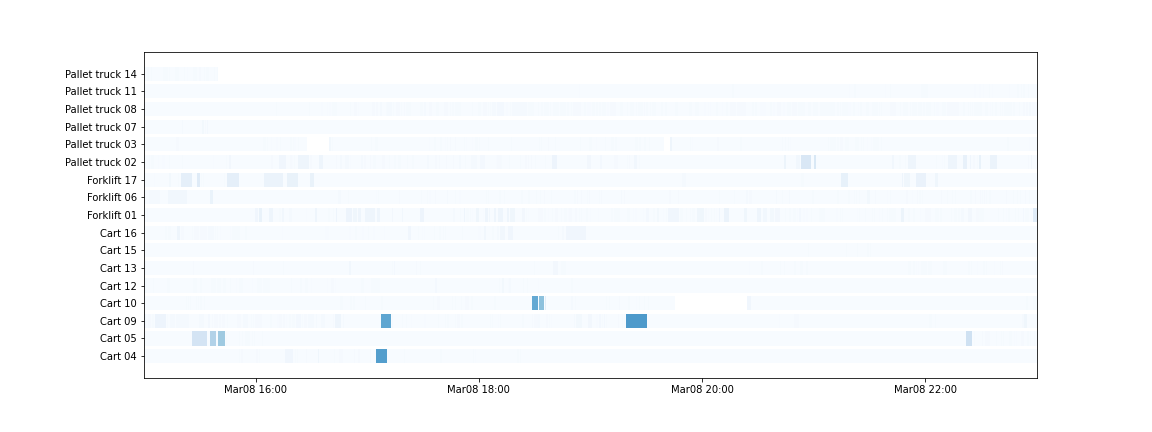 Pallet truck 14
Pallet truck 11
Pallet truck 08
Pallet truck 07
Pallet truck 03
Pallet truck 02
Forklift 17
Forklift 06
Forklift 01
Cart 16
Cart 15
Cart 13
Cart 12
Cart 10
Cart 09
Cart 05
Cart 04
Mar08 16:00 Mar08 18:00 Mar08 20:00 Mar08 22:00